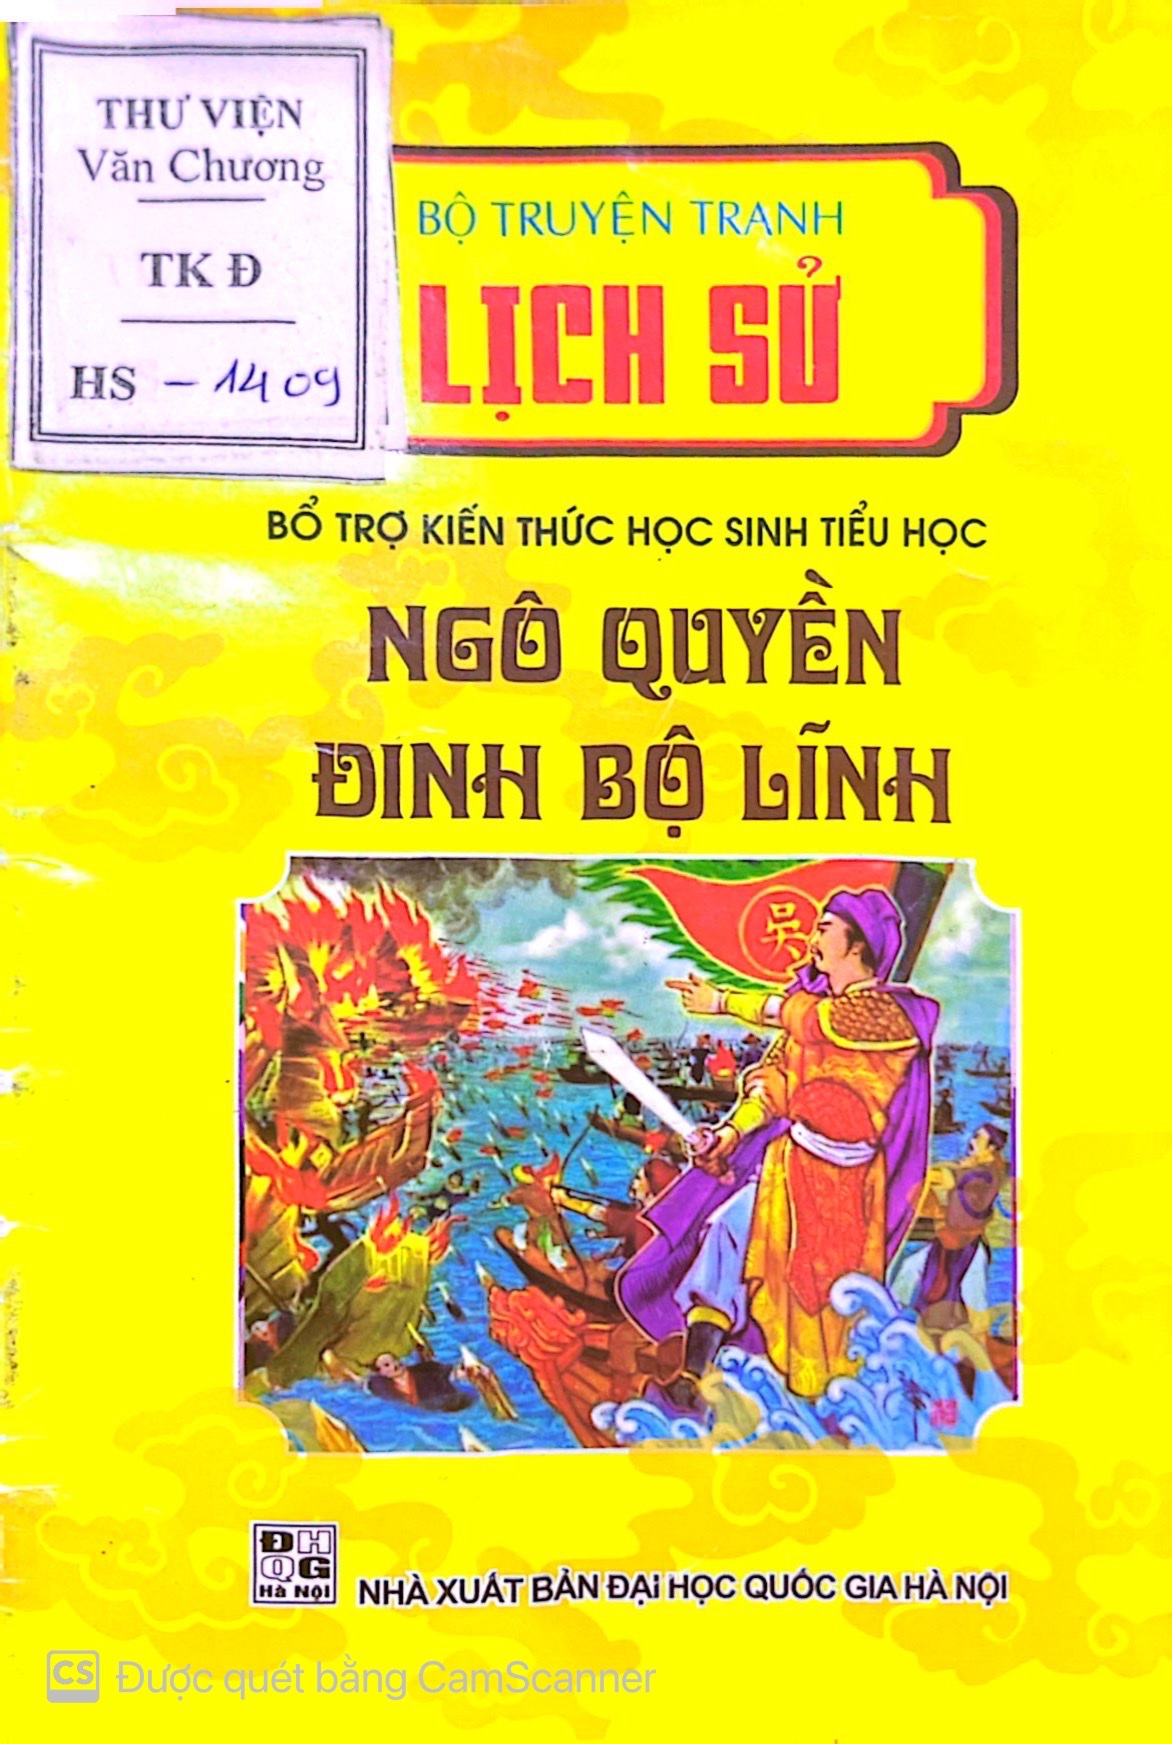 THƯ VIỆN
Văn Chương
TK Đ
HS - 1409
BỘ TRUYỆN TRANH
LỊCH SỬ
BỔ TRỢ KIẾN THỨC HỌC SINH TIỂU HỌC
NGÔ QUYỀN
ĐINH BỘ LĨNH
吳
ĐH
QG
Hà Nội
NHÀ XUẤT BẢN ĐẠI HỌC QUỐC GIA HÀ NỘI
CS Được quét bằng CamScanner